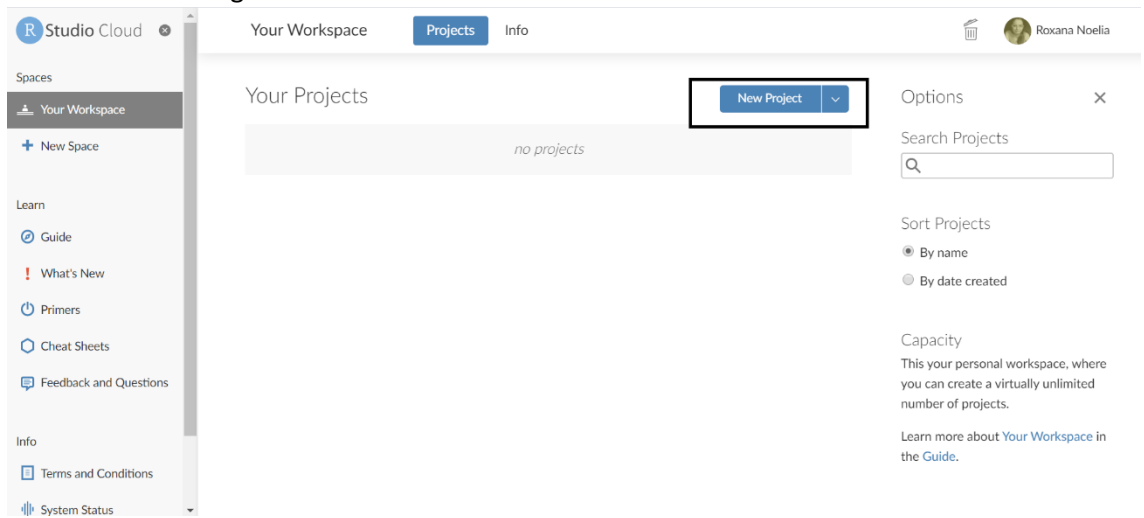 R Studio Cloud
Your Workspace
Projects
Info
Roxana Noelia
Spaces
Your Workspace
New Space
Learn
Guide
What's New
Primers
Cheat Sheets
Feedback and Questions
Info
Terms and Conditions
System Status
Your Projects
New Project
no projects
Options
Search Projects
Sort Projects
By name
By date created
Capacity
This your personal workspace, where
you can create a virtually unlimited
number of projects.
Learn more about Your Workspace in
the Guide.